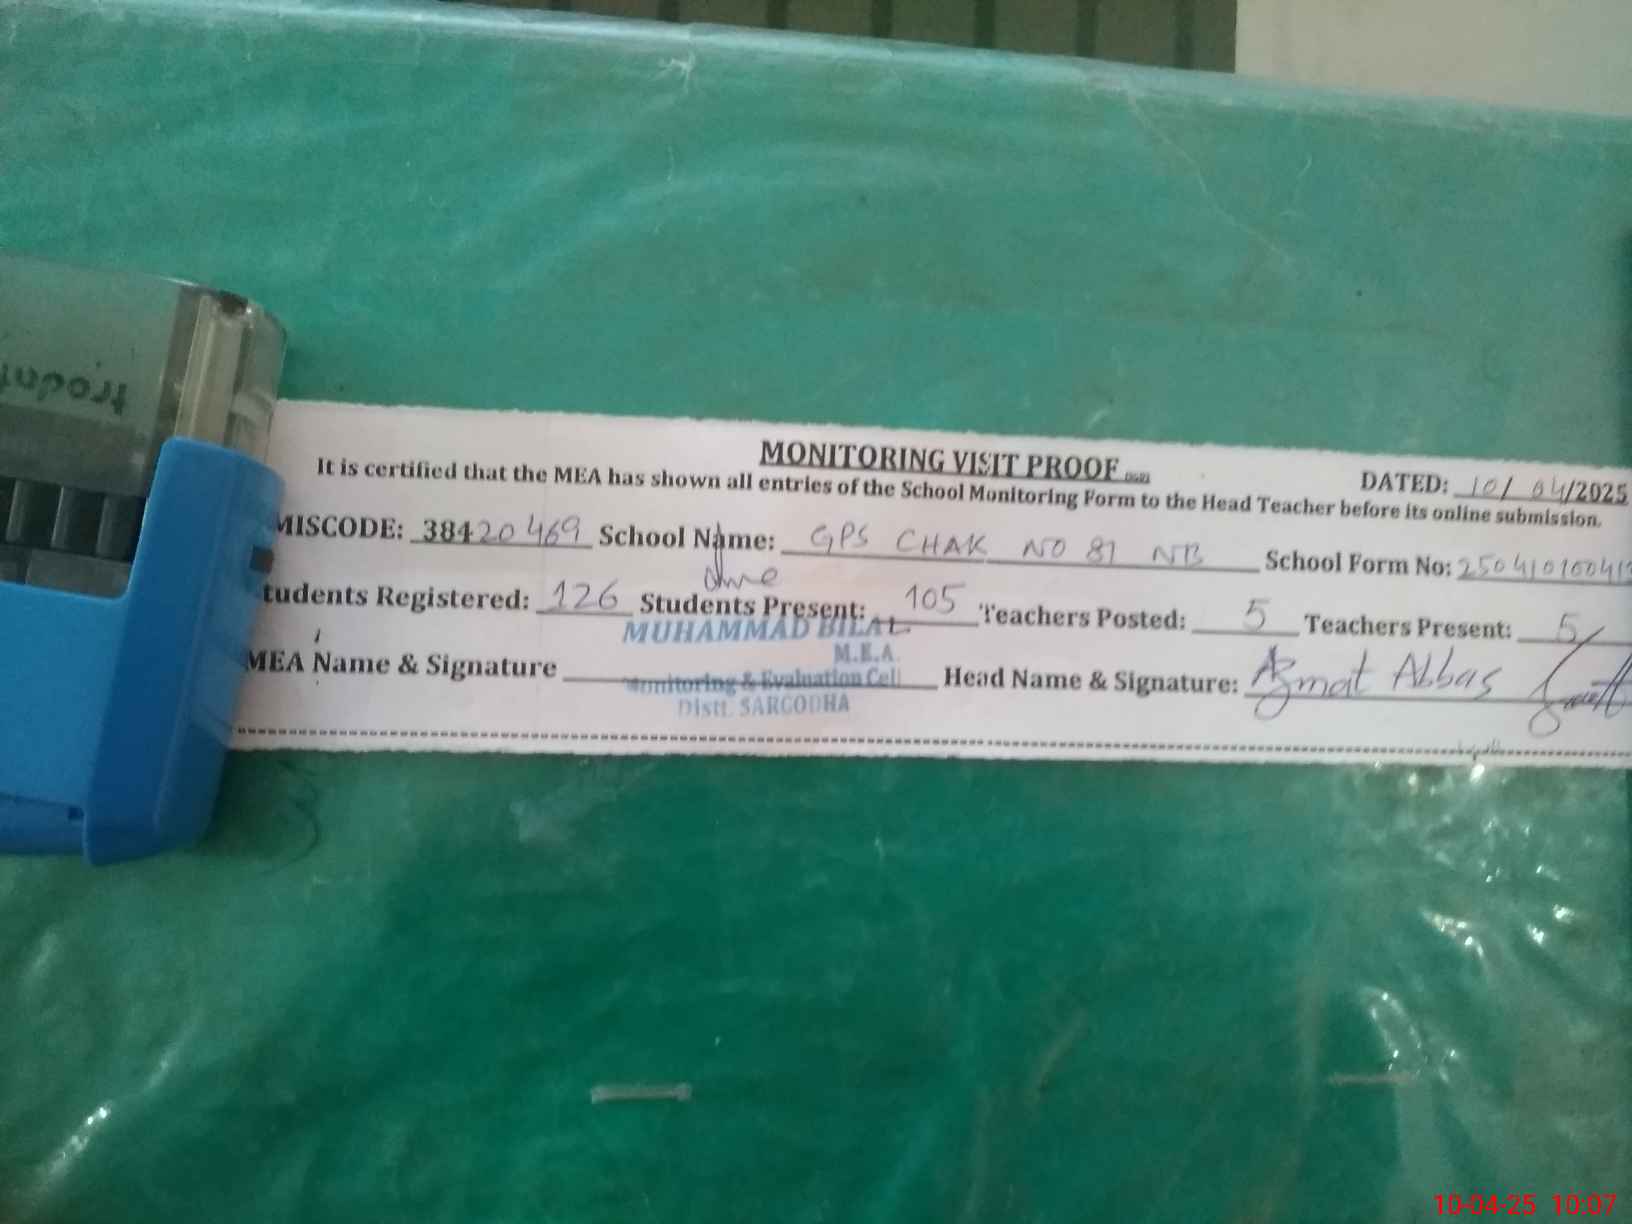 MONITORING VISIT PROOF
DATED: 10/04/2025
It is certified that the MEA has shown all entries of the School Monitoring Form to the Head Teacher before its online submission.
MISCODE: 38420469 School Name: GPS CHAK NO 81 NB School Form No: 25041010041
Students Registered: 126 Students Present: 105 Teachers Posted: 5 Teachers Present: 5
MUHAMMAD BILAL
M.E.A.
MEA Name & Signature Head Name & Signature: Azmat Abbas
Monitoring & Evaluation Cell
Distt. SARGODHA
trodat
10-04-25 10:07